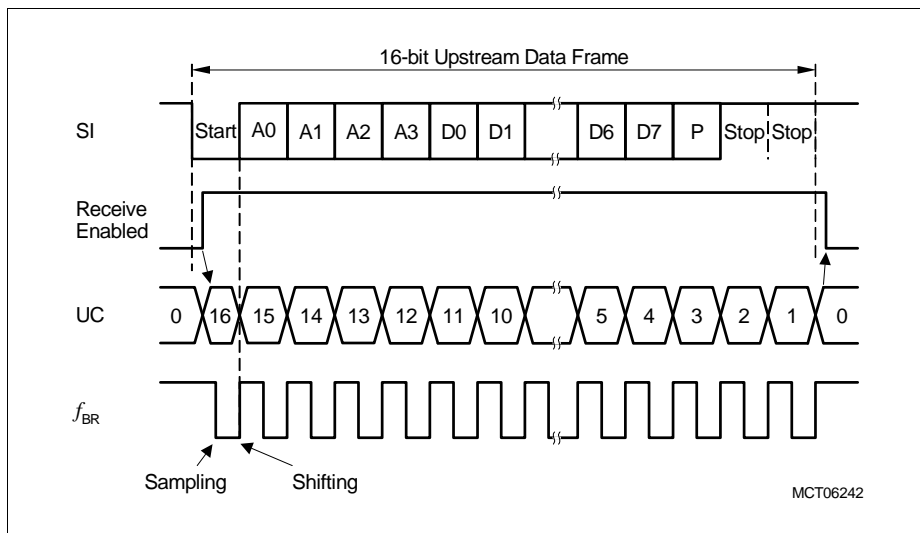 16-bit Upstream Data Frame
SI Start A0 A1 A2 A3 D0 D1 D6 D7 P Stop Stop
Receive
Enabled
UC 0 16 15 14 13 12 11 10 5 4 3 2 1 0
fBR
Sampling Shifting
MCT06242